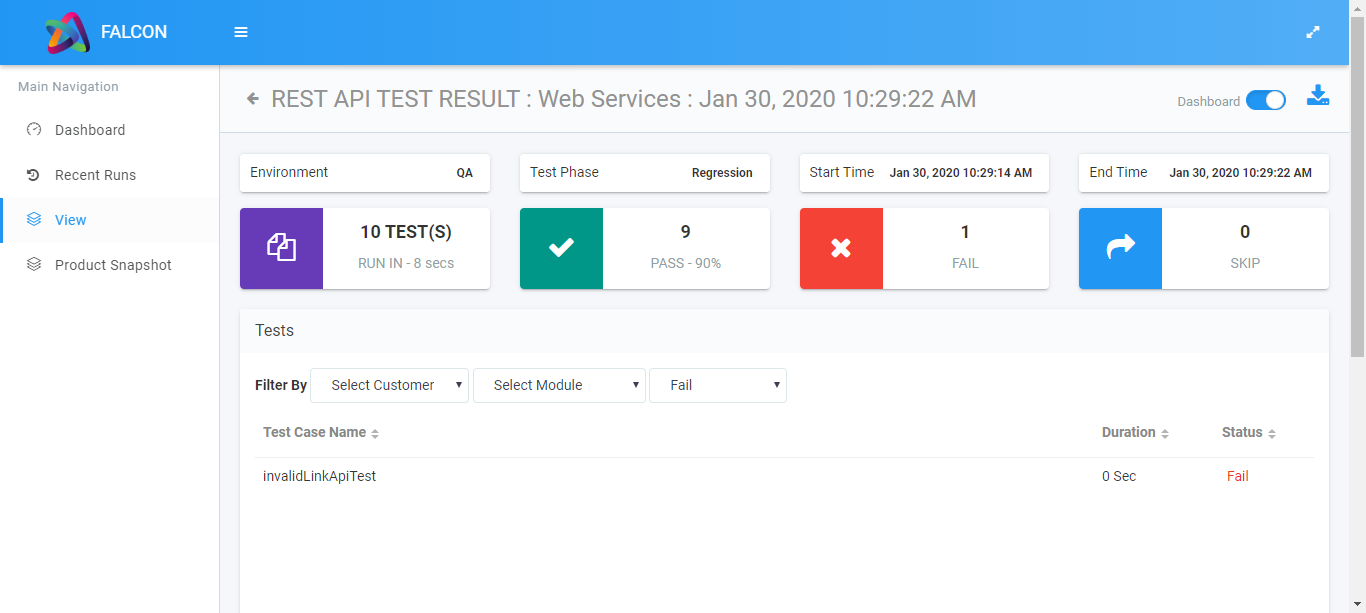 FALCON
Main Navigation
Dashboard
Recent Runs
View
Product Snapshot
REST API TEST RESULT : Web Services : Jan 30, 2020 10:29:22 AM
Dashboard
Environment QA
Test Phase Regression
Start Time Jan 30, 2020 10:29:14 AM
End Time Jan 30, 2020 10:29:22 AM
10 TEST(S)
RUN IN - 8 secs
9
PASS - 90%
1
FAIL
0
SKIP
Tests
Filter By Select Customer Select Module Fail
Test Case Name Duration Status
invalidLinkApiTest 0 Sec Fail